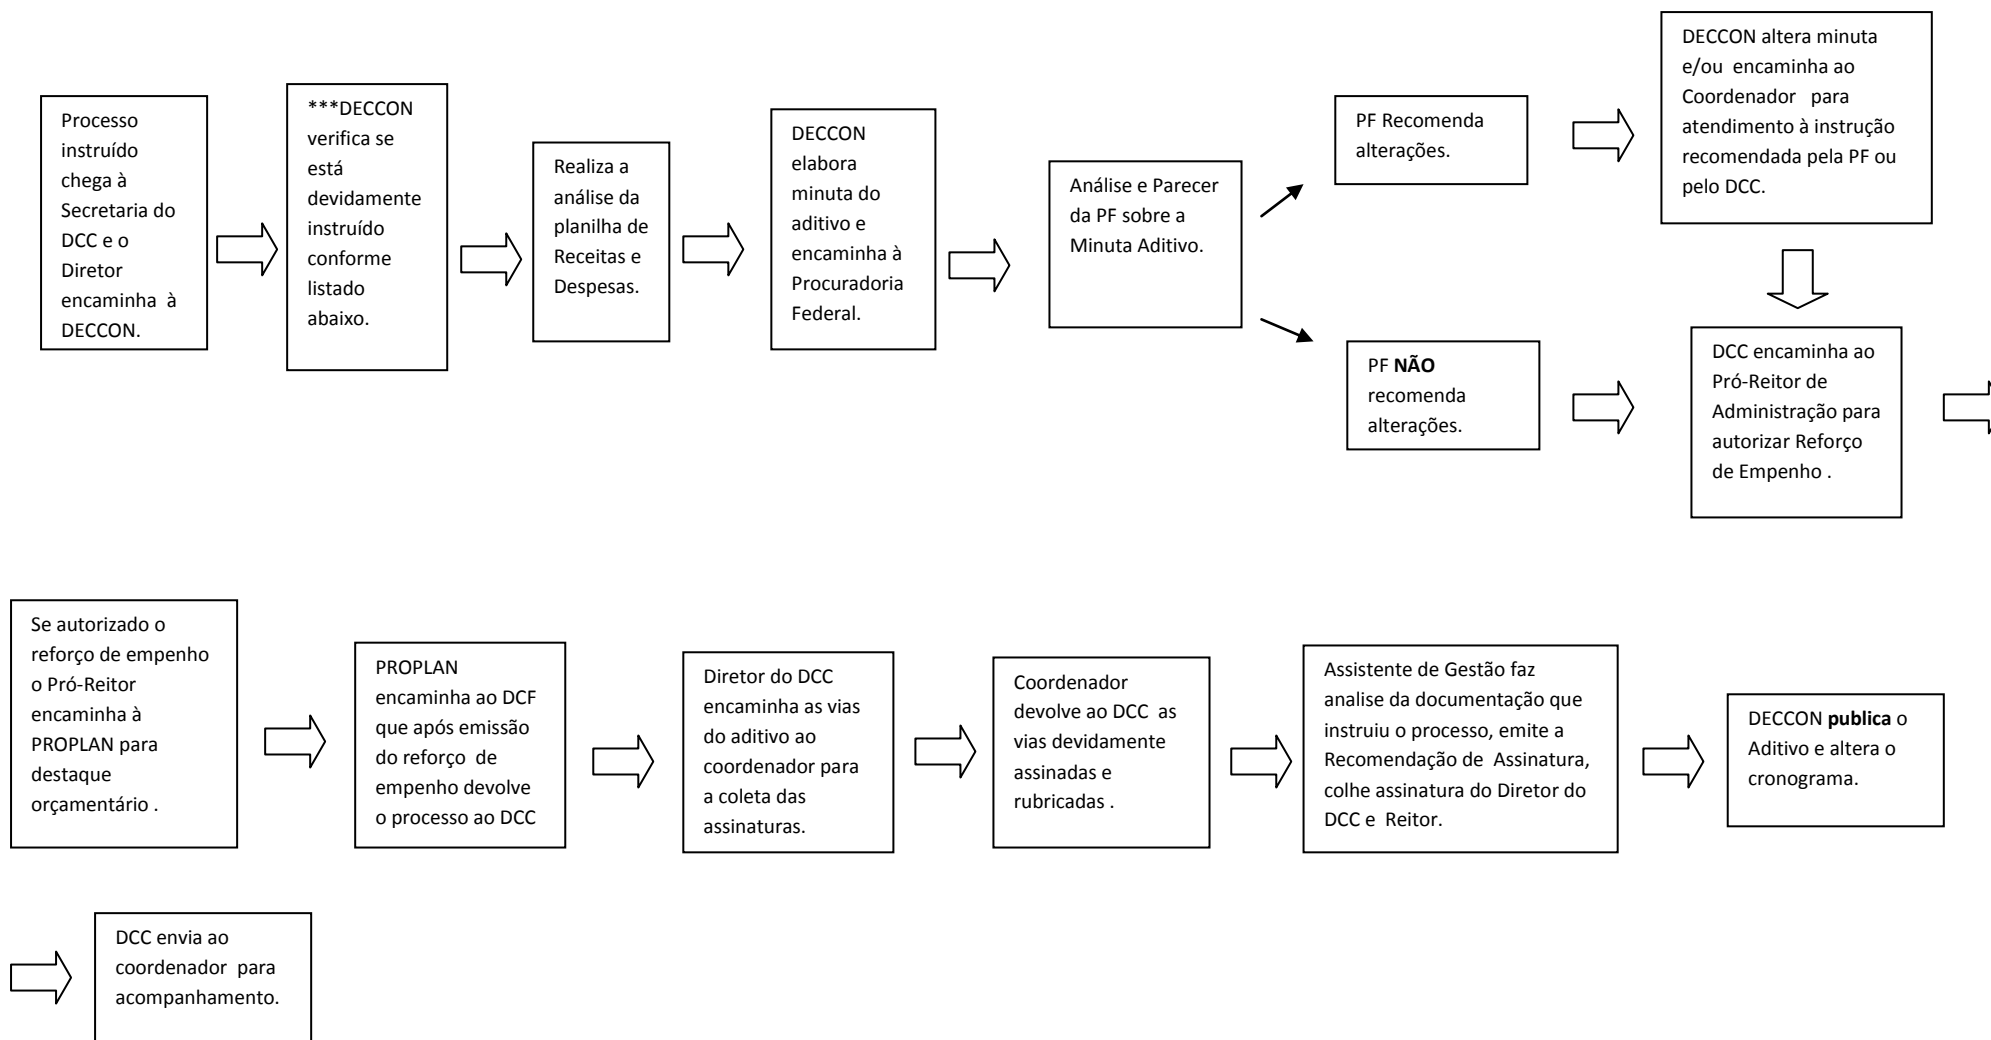 Processo
instruído
chega à
Secretaria do
DCC e o
Diretor
encaminha à
DECCON.
***DECCON
verifica se
está
devidamente
instruído
conforme
listado
abaixo.
Realiza a
análise da
planilha de
Receitas e
Despesas.
DECCON
elabora
minuta do
aditivo e
encaminha à
Procuradoria
Federal.
Análise e Parecer
da PF sobre a
Minuta Aditivo.
PF Recomenda
alterações.
DECCON altera minuta
e/ou encaminha ao
Coordenador para
atendimento à instrução
recomendada pela PF ou
pelo DCC.
PF NÃO
recomenda
alterações.
DCC encaminha ao
Pró-Reitor de
Administração para
autorizar Reforço
de Empenho .
Se autorizado o
reforço de empenho
o Pró-Reitor
encaminha à
PROPLAN para
destaque
orçamentário .
PROPLAN
encaminha ao DCF
que após emissão
do reforço de
empenho devolve
o processo ao DCC
Diretor do DCC
encaminha as vias
do aditivo ao
coordenador para
a coleta das
assinaturas.
Coordenador
devolve ao DCC as
vias devidamente
assinadas e
rubricadas .
Assistente de Gestão faz
analise da documentação que
instruiu o processo, emite a
Recomendação de Assinatura,
colhe assinatura do Diretor do
DCC e Reitor.
DECCON publica o
Aditivo e altera o
cronograma.
DCC envia ao
coordenador para
acompanhamento.